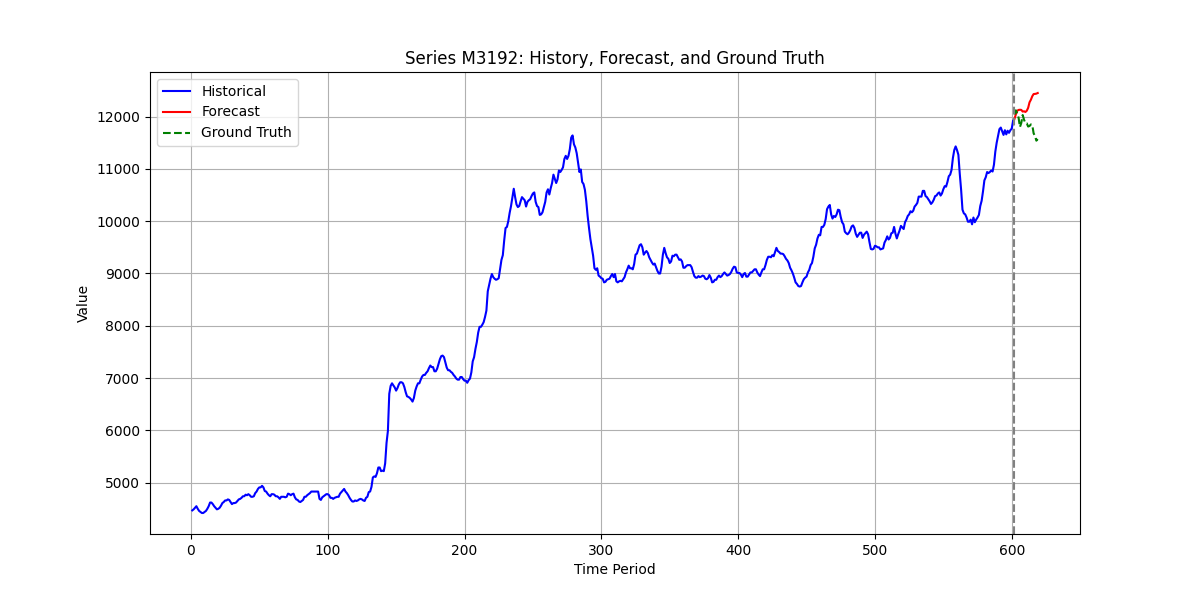 Series M3192: History, Forecast, and Ground Truth
Historical
Forecast
Ground Truth
12000
11000
10000
9000
8000
7000
6000
5000
Value
0 100 200 300 400 500 600
Time Period